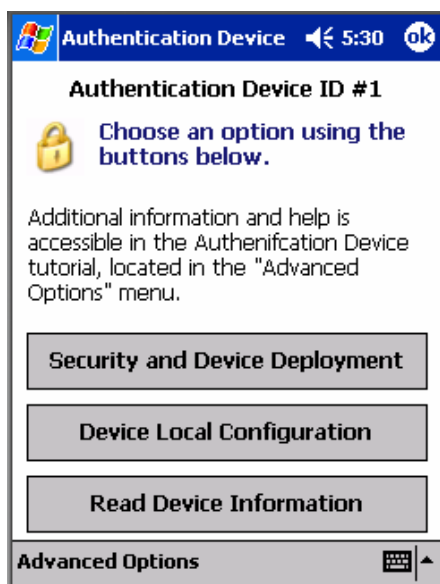 Authentication Device 5:30 ok
Authentication Device ID #1
Choose an option using the
buttons below.
Additional information and help is
accessible in the Authenifcation Device
tutorial, located in the "Advanced
Options" menu.
Security and Device Deployment
Device Local Configuration
Read Device Information
Advanced Options